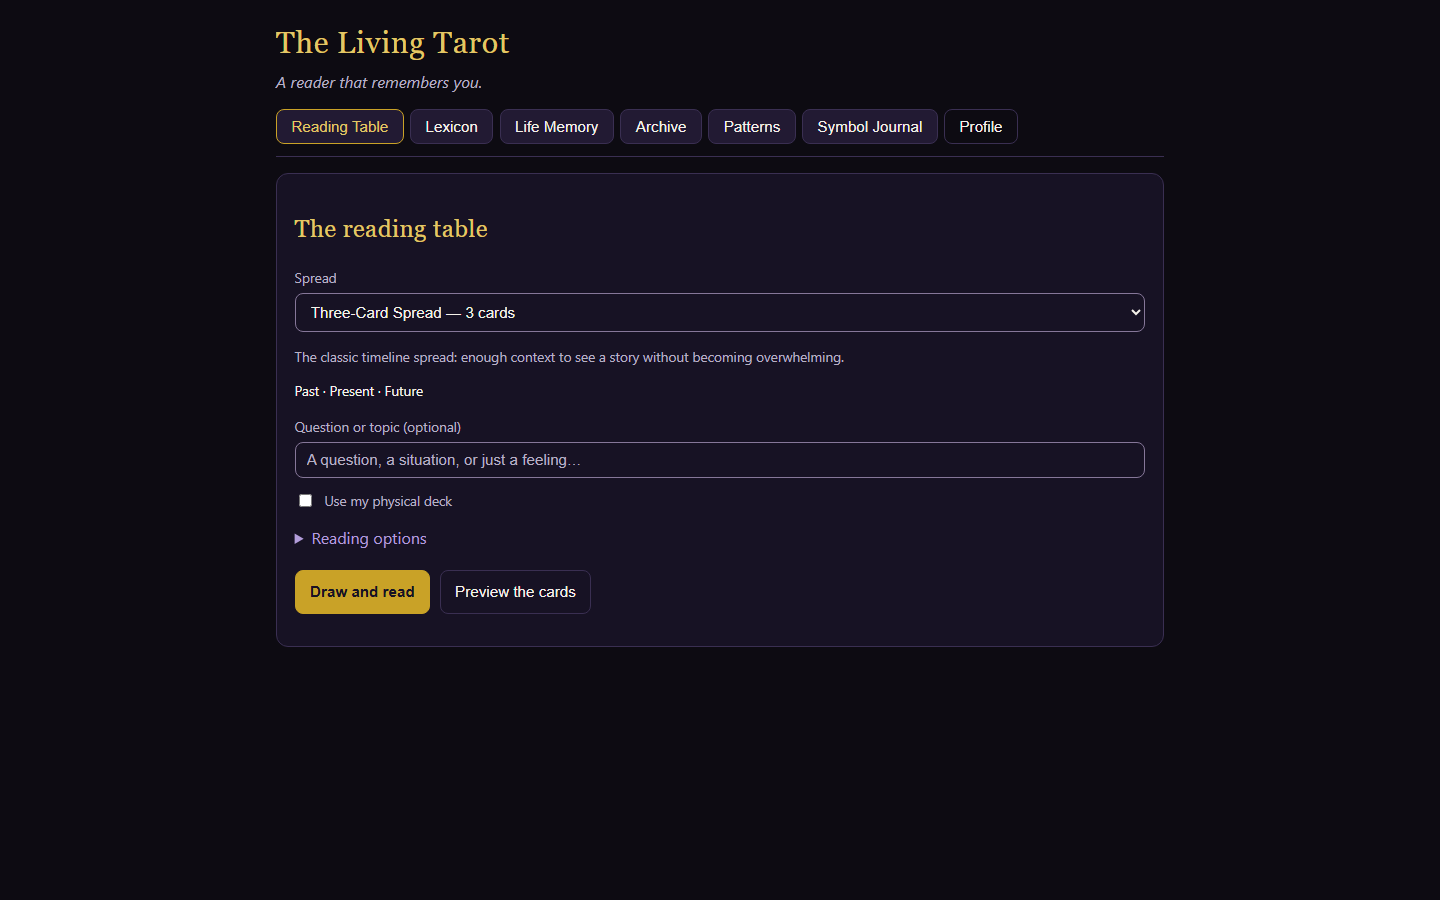 The Living Tarot
A reader that remembers you.
Reading Table Lexicon Life Memory Archive Patterns Symbol Journal Profile
The reading table
Spread
Three-Card Spread — 3 cards
The classic timeline spread: enough context to see a story without becoming overwhelming.
Past · Present · Future
Question or topic (optional)
A question, a situation, or just a feeling…
Use my physical deck
Reading options
Draw and read Preview the cards